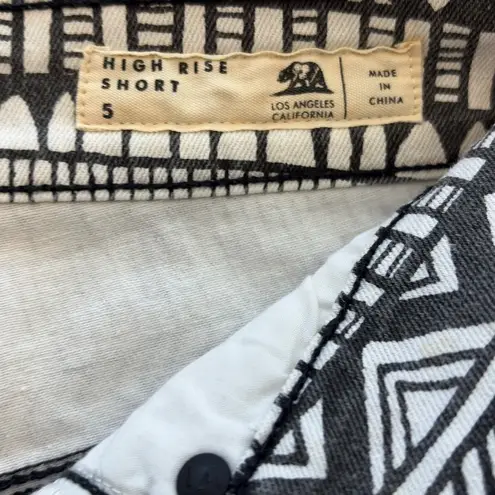 HIGH RISE
SHORT
5
LOS ANGELES
CALIFORNIA
MADE
IN
CHINA